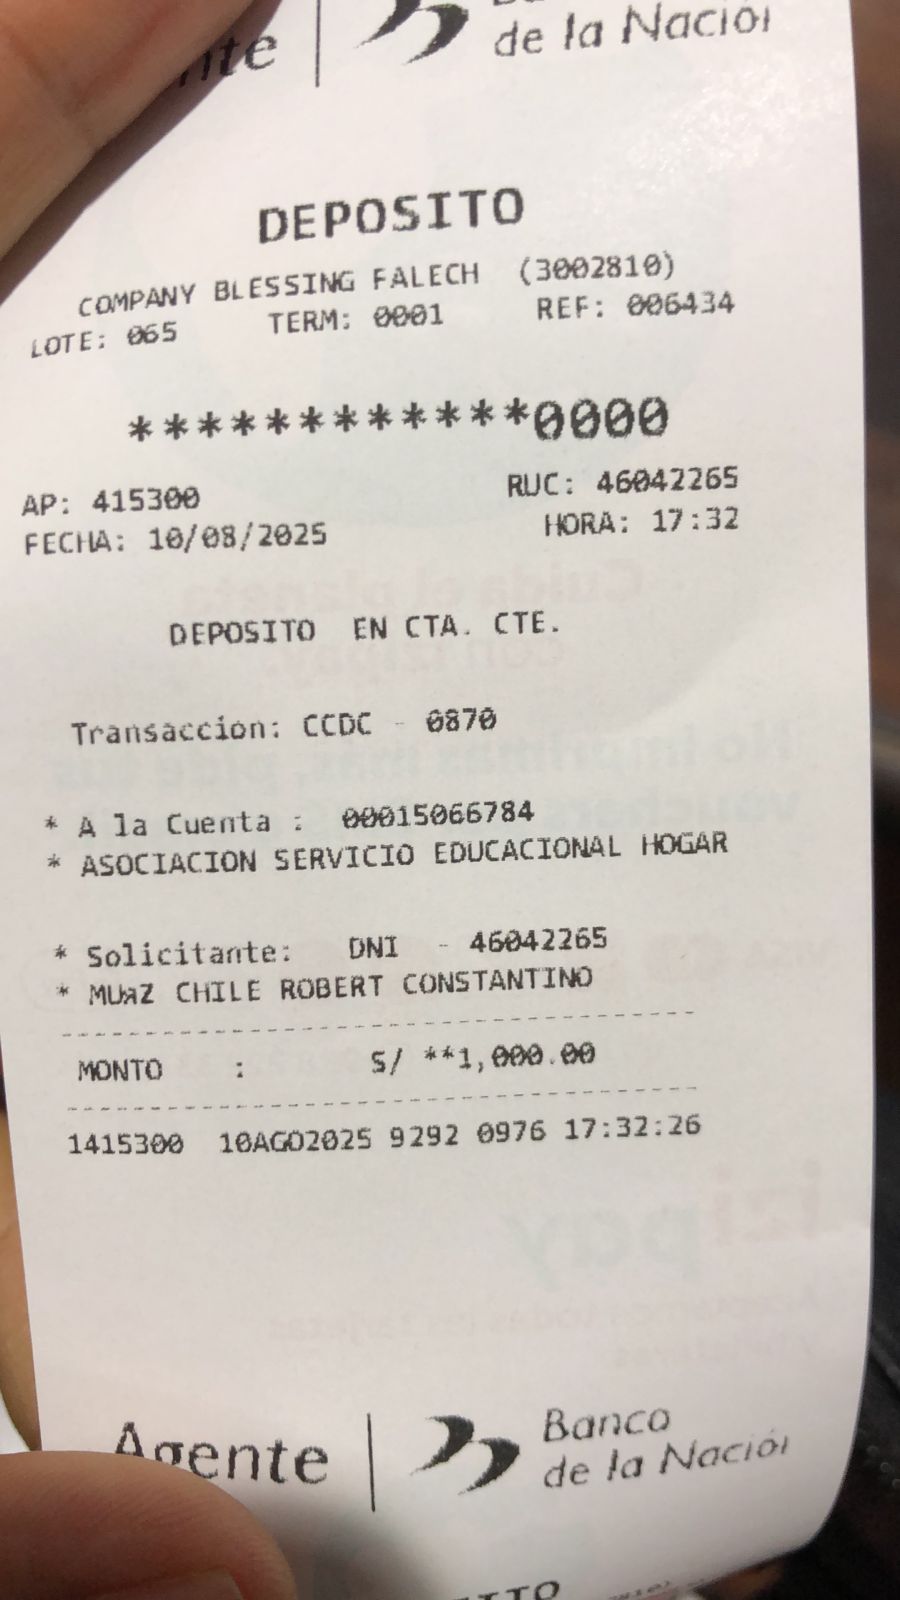 de la Nación
DEPOSITO
COMPANY BLESSING FALECH (3002810)
LOTE: 065 TERM: 0001 REF: 006434
************0000
AP: 415300 RUC: 46042265
FECHA: 10/08/2025 HORA: 17:32
DEPOSITO EN CTA. CTE.
Transaccion: CCDC - 0870
* A la Cuenta : 00015066784
* ASOCIACION SERVICIO EDUCACIONAL HOGAR
* Solicitante: DNI - 46042265
* MUяZ CHILE ROBERT CONSTANTINO
MONTO : S/ **1,000.00
1415300 10AGO2025 9292 0976 17:32:26
Agente Banco
de la Nación